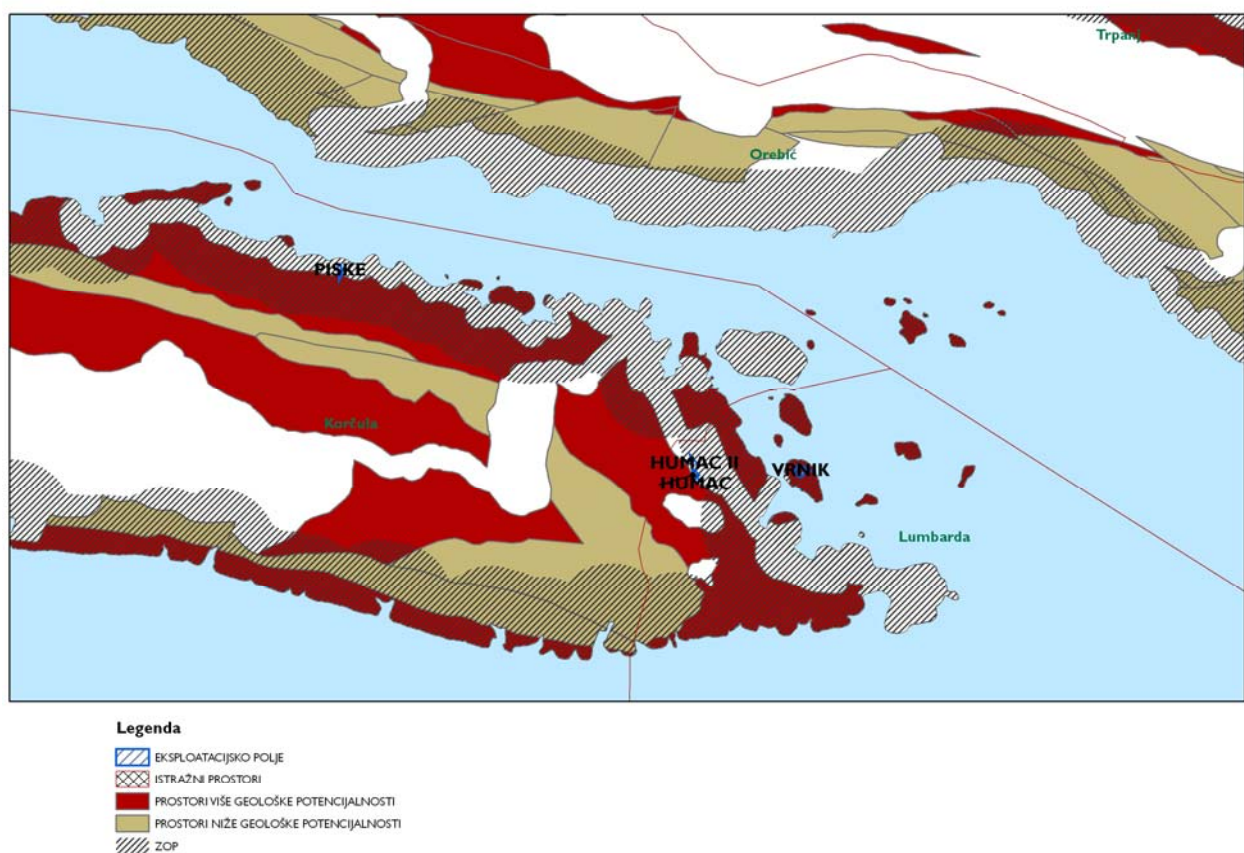 Trpanj
Orebić
PISKE
Korčula
HUMAC II
HUMAC
VRNIK
Lumbarda
Legenda
EKSPLOATACIJSKO POLJE
ISTRAŽNI PROSTORI
PROSTORI VIŠE GEOLOŠKE POTENCIJALNOSTI
PROSTORI NIŽE GEOLOŠKE POTENCIJALNOSTI
ZOP